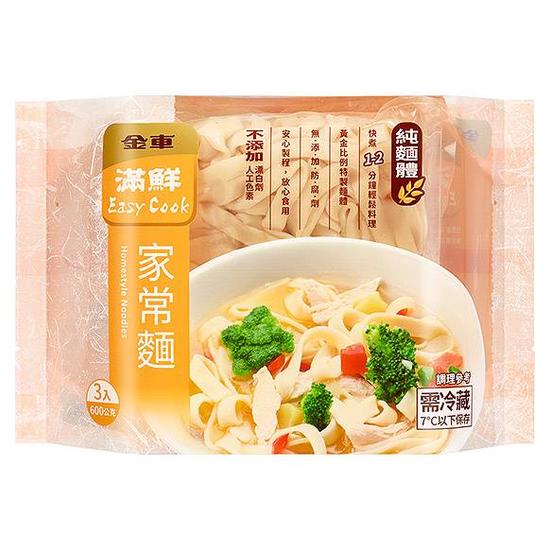 金車
滿鮮
Easy Cook
家常麵
Homestyle Noodles
3入
600公克
純麵體
快煮1-2分鐘輕鬆料理
黃金比例特製麵體
無・添・加・防・腐・劑
安心製程，放心食用
不添加漂白劑
人工色素
調理參考
需冷藏
7°C以下保存